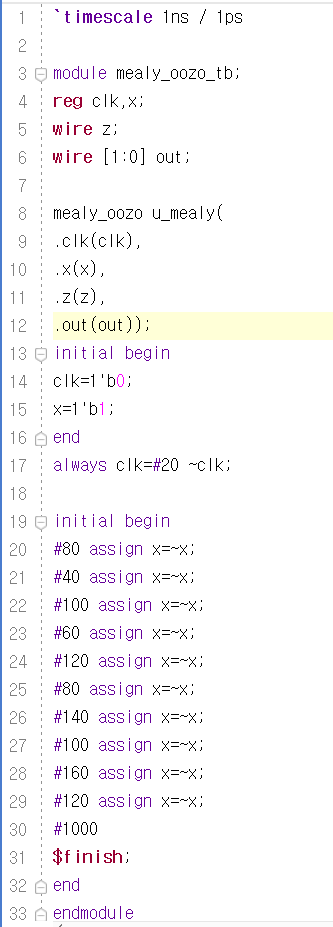 1 `timescale 1ns / 1ps
2
3 module mealy_oozo_tb;
4 reg clk,x;
5 wire z;
6 wire [1:0] out;
7
8 mealy_oozo u_mealy(
9 .clk(clk),
10 .x(x),
11 .z(z),
12 .out(out));
13 initial begin
14 clk=1'b0;
15 x=1'b1;
16 end
17 always clk=#20 ~clk;
18
19 initial begin
20 #80 assign x=~x;
21 #40 assign x=~x;
22 #100 assign x=~x;
23 #60 assign x=~x;
24 #120 assign x=~x;
25 #80 assign x=~x;
26 #140 assign x=~x;
27 #100 assign x=~x;
28 #160 assign x=~x;
29 #120 assign x=~x;
30 #1000
31 $finish;
32 end
33 endmodule